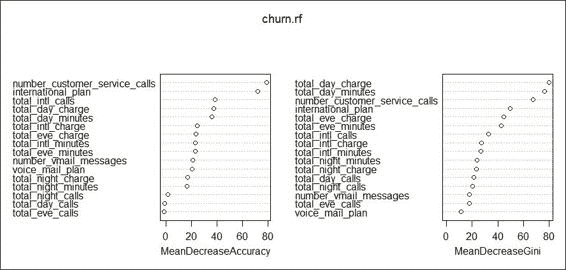 churn.rf
number_customer_service_calls
international_plan
total_intl_calls
total_day_charge
total_day_minutes
total_intl_charge
total_eve_charge
total_intl_minutes
total_eve_minutes
number_vmail_messages
voice_mail_plan
total_night_charge
total_night_minutes
total_night_calls
total_day_calls
total_eve_calls
0 20 40 60 80
MeanDecreaseAccuracy
total_day_charge
total_day_minutes
number_customer_service_calls
international_plan
total_eve_charge
total_eve_minutes
total_intl_calls
total_intl_charge
total_intl_minutes
total_night_minutes
total_night_charge
total_day_calls
total_night_calls
number_vmail_messages
total_eve_calls
voice_mail_plan
0 20 40 60 80
MeanDecreaseGini